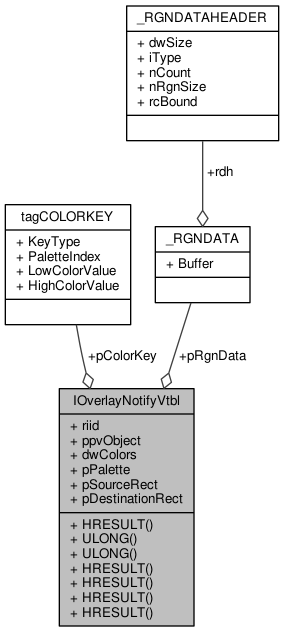 _RGNDATAHEADER
+ dwSize
+ iType
+ nCount
+ nRgnSize
+ rcBound
+rdh
tagCOLORKEY
+ KeyType
+ PaletteIndex
+ LowColorValue
+ HighColorValue
_RGNDATA
+ Buffer
+pColorKey
+pRgnData
IOverlayNotifyVtbl
+ riid
+ ppvObject
+ dwColors
+ pPalette
+ pSourceRect
+ pDestinationRect
+ HRESULT()
+ ULONG()
+ ULONG()
+ HRESULT()
+ HRESULT()
+ HRESULT()
+ HRESULT()